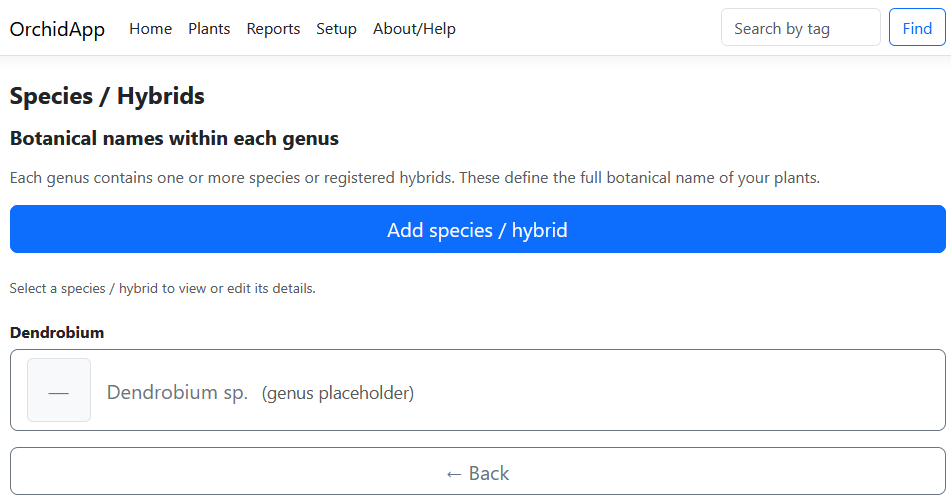 OrchidApp Home Plants Reports Setup About/Help Search by tag Find
Species / Hybrids
Botanical names within each genus
Each genus contains one or more species or registered hybrids. These define the full botanical name of your plants.
Add species / hybrid
Select a species / hybrid to view or edit its details.
Dendrobium
— Dendrobium sp. (genus placeholder)
← Back